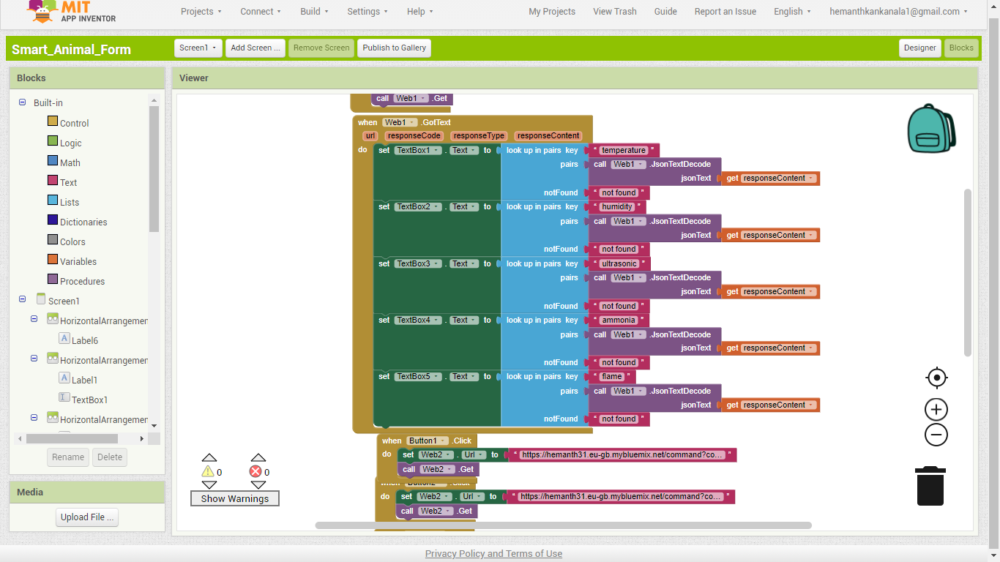 MIT
APP INVENTOR
Projects Connect Build Settings Help My Projects View Trash Guide Report an Issue English hemanthkankanala1@gmail.com
Smart_Animal_Form Screen1 Add Screen ... Remove Screen Publish to Gallery Designer Blocks
Blocks
Viewer
Built-in
Control
Logic
Math
Text
Lists
Dictionaries
Colors
Variables
Procedures
Screen1
HorizontalArrangemen
Label6
HorizontalArrangemen
Label1
TextBox1
HorizontalArrangemen
Rename Delete
Media
Upload File ...
call Web1 .Get
when Web1 .GotText
url responseCode responseType responseContent
do set TextBox1 . Text to look up in pairs key “ temperature ”
pairs call Web1 .JsonTextDecode
jsonText get responseContent
notFound “ not found ”
set TextBox2 . Text to look up in pairs key “ humidity ”
pairs call Web1 .JsonTextDecode
jsonText get responseContent
notFound “ not found ”
set TextBox3 . Text to look up in pairs key “ ultrasonic ”
pairs call Web1 .JsonTextDecode
jsonText get responseContent
notFound “ not found ”
set TextBox4 . Text to look up in pairs key “ ammonia ”
pairs call Web1 .JsonTextDecode
jsonText get responseContent
notFound “ not found ”
set TextBox5 . Text to look up in pairs key “ flame ”
pairs call Web1 .JsonTextDecode
jsonText get responseContent
notFound “ not found ”
when Button1 .Click
do set Web2 . Url to “ https://hemanth31.eu-gb.mybluemix.net/command?co... ”
call Web2 .Get
when Button2 .Click
do set Web2 . Url to “ https://hemanth31.eu-gb.mybluemix.net/command?co... ”
call Web2 .Get
0 0
Show Warnings
Privacy Policy and Terms of Use